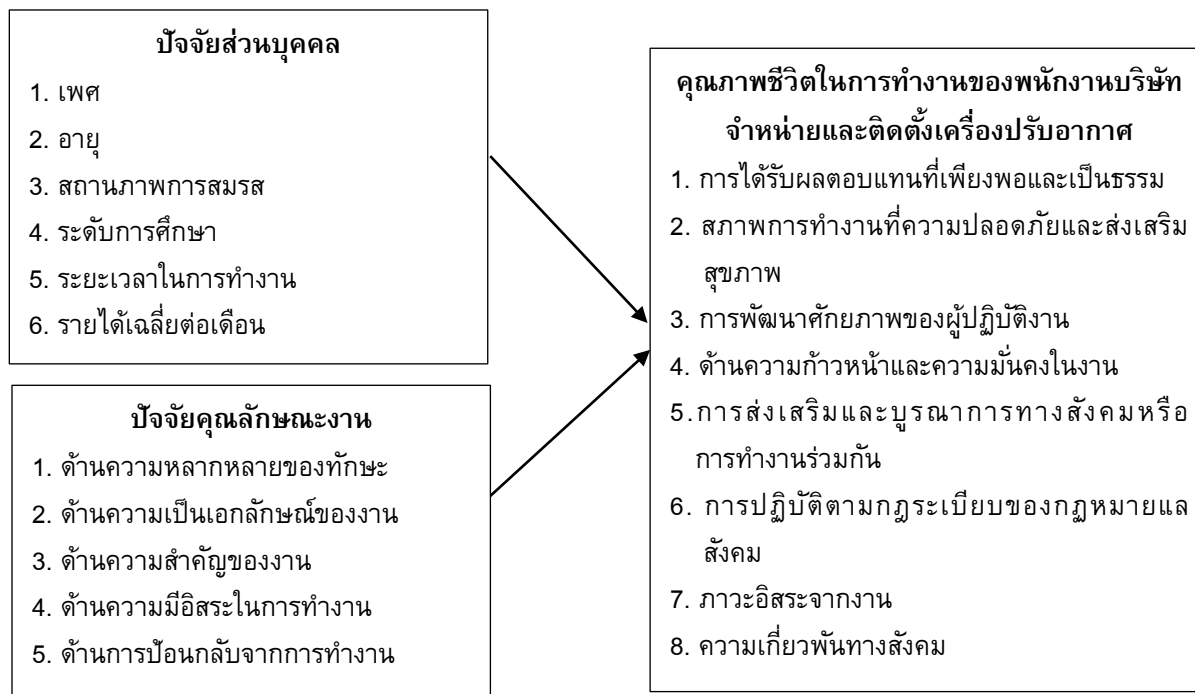 ปัจจัยส่วนบุคคล
1. เพศ
2. อายุ
3. สถานภาพการสมรส
4. ระดับการศึกษา
5. ระยะเวลาในการทำงาน
6. รายได้เฉลี่ยต่อเดือน
ปัจจัยคุณลักษณะงาน
1. ด้านความหลากหลายของทักษะ
2. ด้านความเป็นเอกลักษณ์ของงาน
3. ด้านความสำคัญของงาน
4. ด้านความมีอิสระในการทำงาน
5. ด้านการป้อนกลับจากการทำงาน
คุณภาพชีวิตในการทำงานของพนักงานบริษัท
จำหน่ายและติดตั้งเครื่องปรับอากาศ
1. การได้รับผลตอบแทนที่เพียงพอและเป็นธรรม
2. สภาพการทำงานที่ความปลอดภัยและส่งเสริม
สุขภาพ
3. การพัฒนาศักยภาพของผู้ปฏิบัติงาน
4. ด้านความก้าวหน้าและความมั่นคงในงาน
5.การส่งเสริมและบูรณาการทางสังคมหรือ
การทำงานร่วมกัน
6. การปฏิบัติตามกฎระเบียบของกฏหมายแล
สังคม
7. ภาวะอิสระจากงาน
8. ความเกี่ยวพันทางสังคม